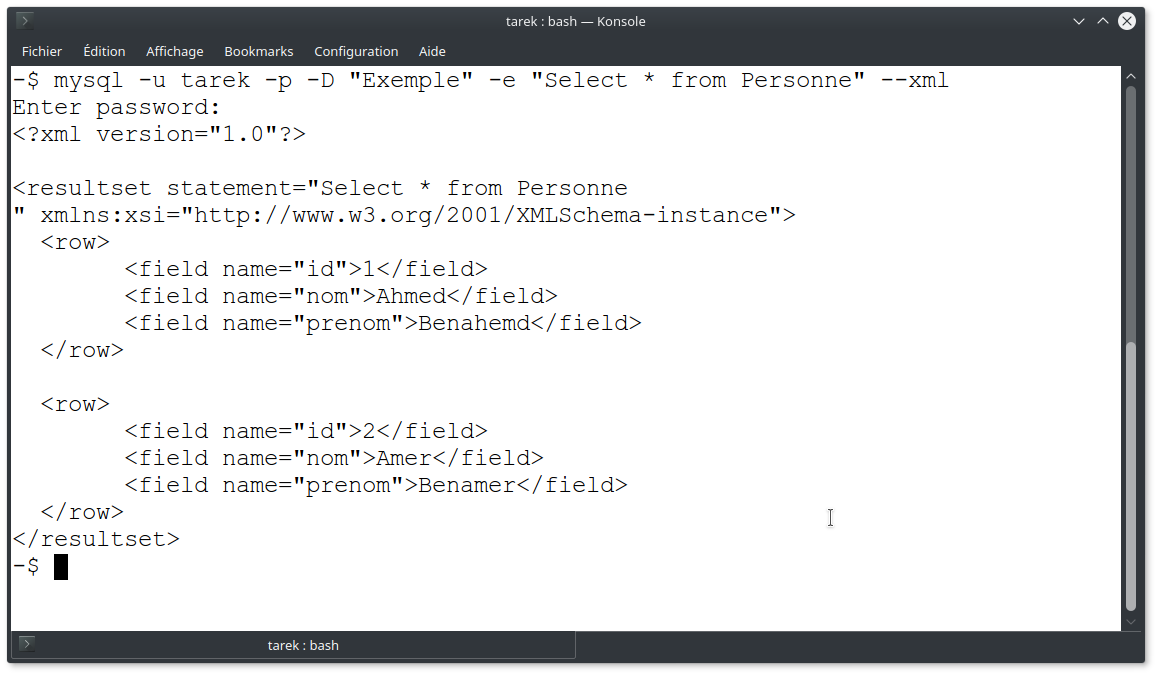 tarek : bash — Konsole
Fichier Édition Affichage Bookmarks Configuration Aide
-$ mysql -u tarek -p -D "Exemple" -e "Select * from Personne" --xml
Enter password:
<?xml version="1.0"?>
<resultset statement="Select * from Personne
" xmlns:xsi="http://www.w3.org/2001/XMLSchema-instance">
  <row>
        <field name="id">1</field>
        <field name="nom">Ahmed</field>
        <field name="prenom">Benahemd</field>
  </row>
  <row>
        <field name="id">2</field>
        <field name="nom">Amer</field>
        <field name="prenom">Benamer</field>
  </row>
</resultset>
-$
tarek : bash